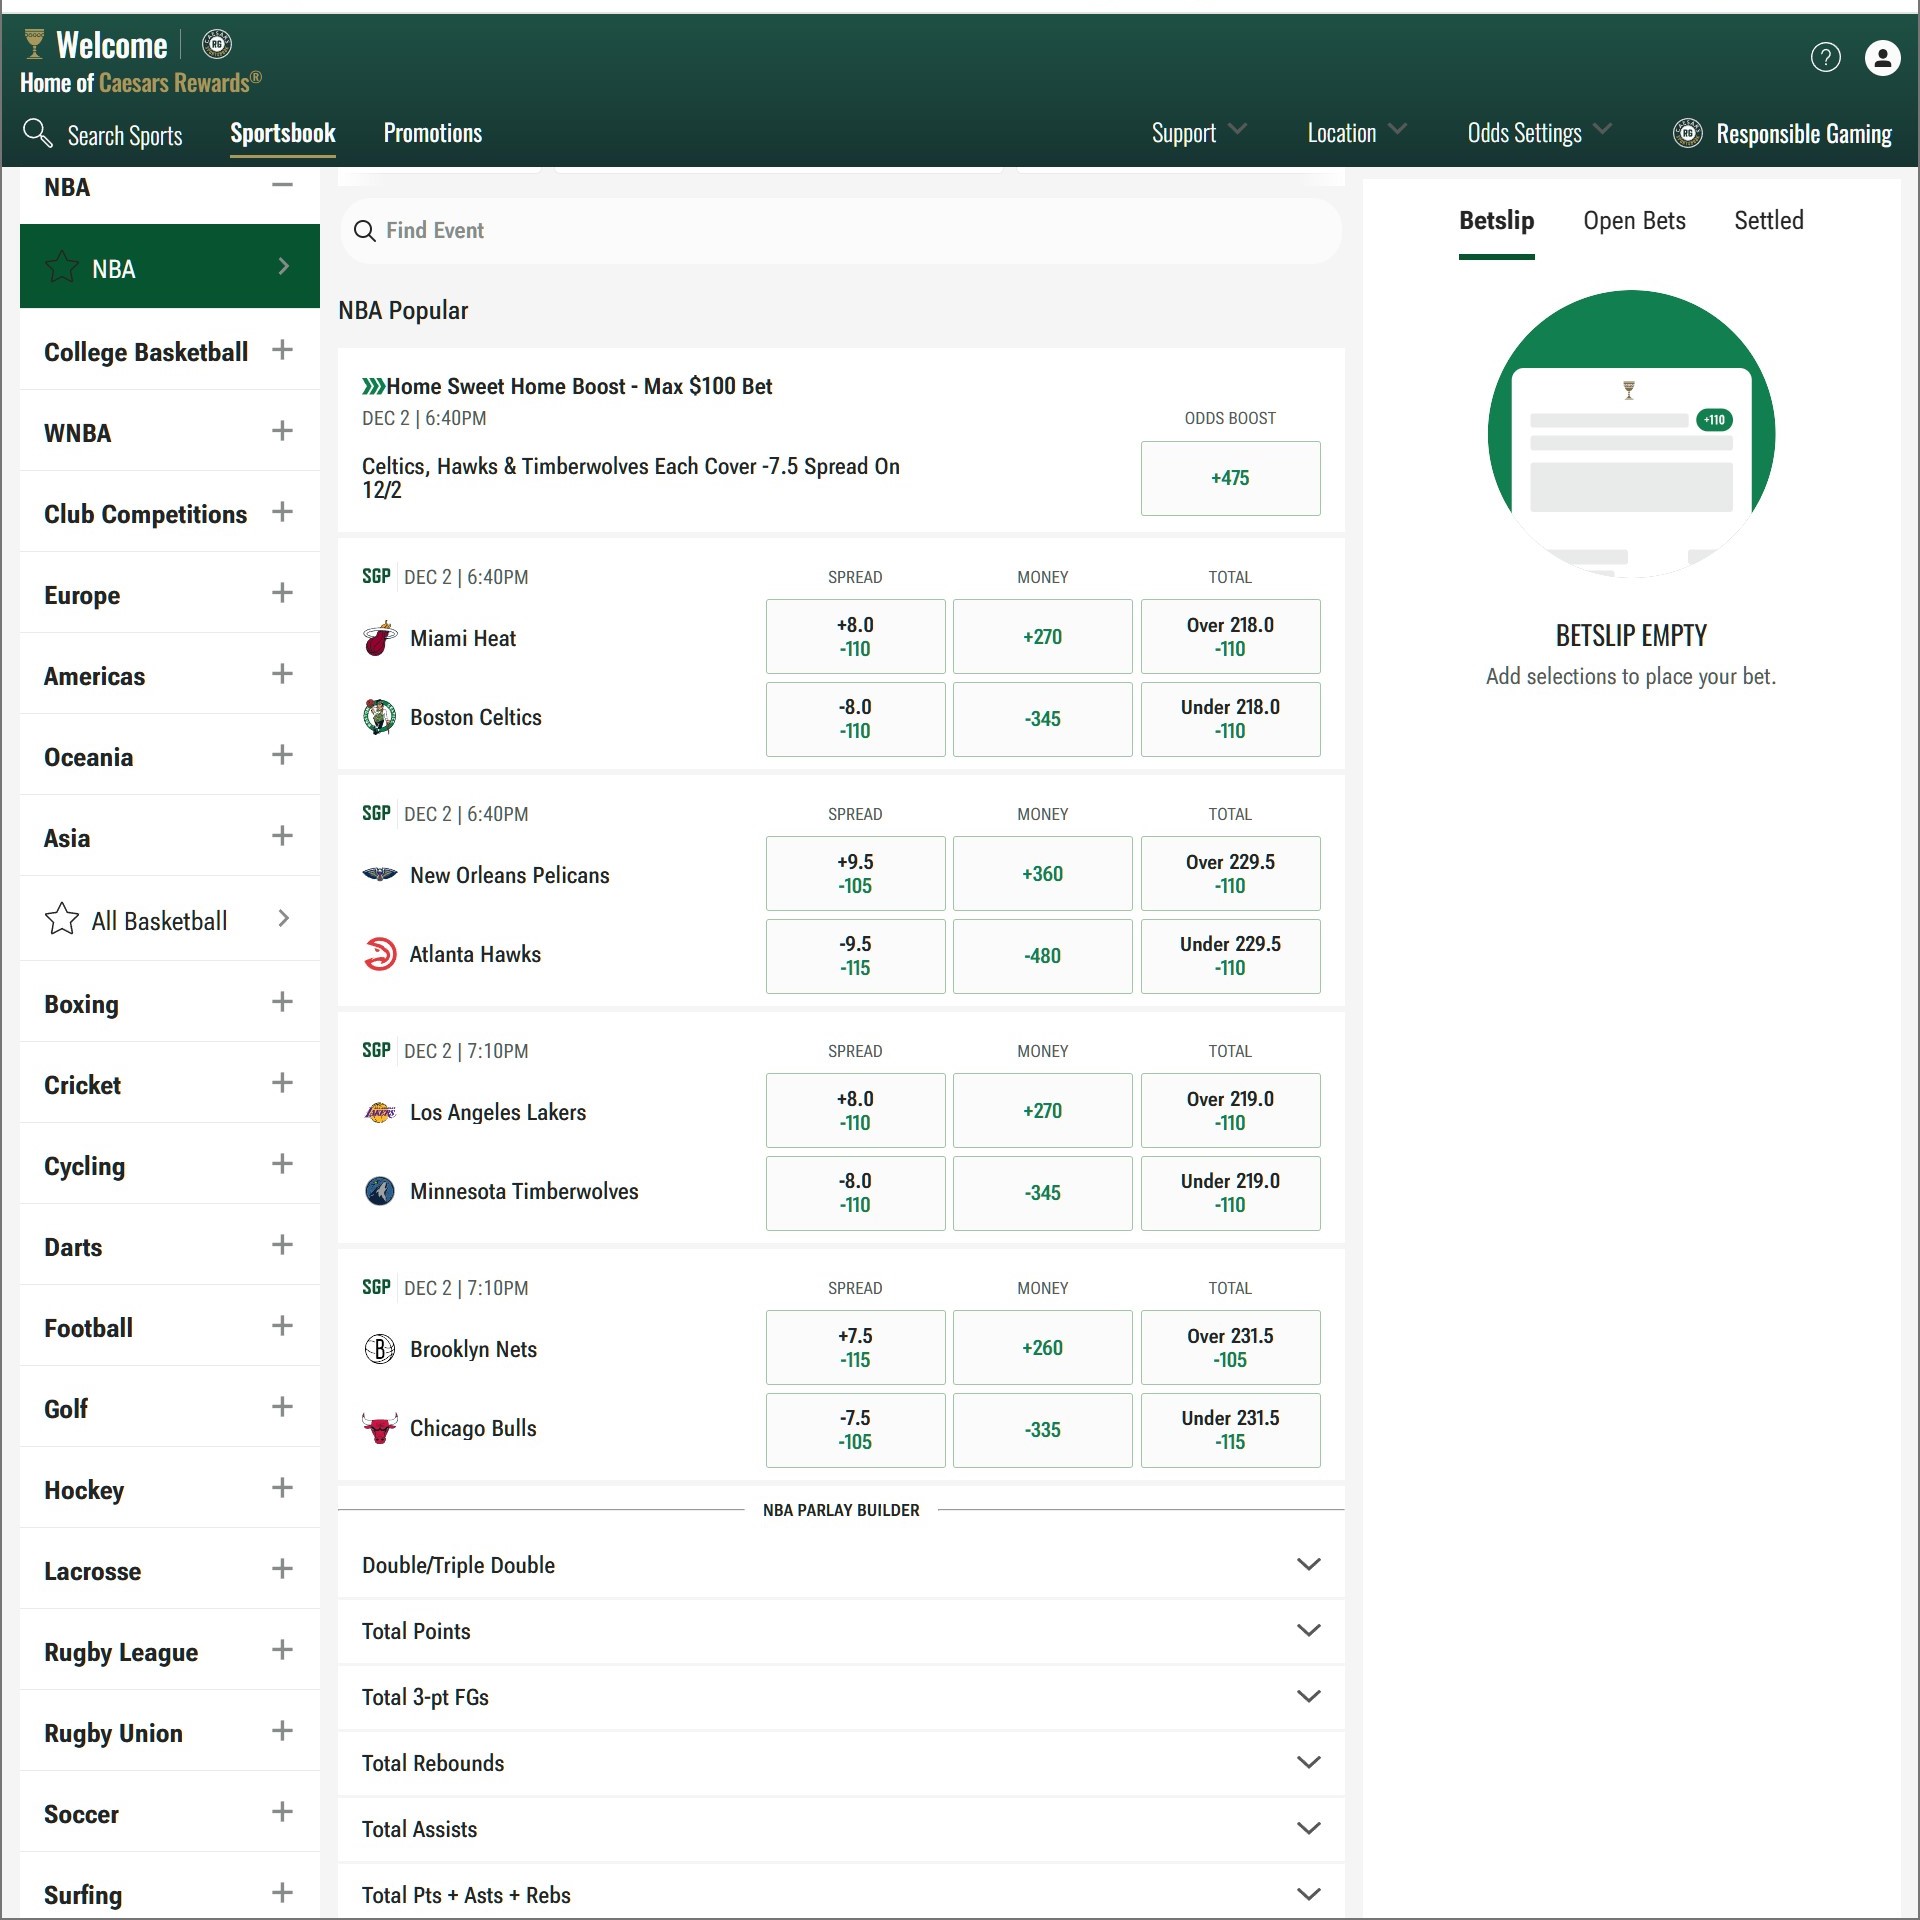 Welcome
Home of Caesars Rewards®
Search Sports
Sportsbook
Promotions
Support
Location
Odds Settings
Responsible Gaming
NBA
NBA
College Basketball
WNBA
Club Competitions
Europe
Americas
Oceania
Asia
All Basketball
Boxing
Cricket
Cycling
Darts
Football
Golf
Hockey
Lacrosse
Rugby League
Rugby Union
Soccer
Surfing
Find Event
NBA Popular
Home Sweet Home Boost - Max $100 Bet
DEC 2 | 6:40PM
ODDS BOOST
Celtics, Hawks & Timberwolves Each Cover -7.5 Spread On
12/2
+475
SGP DEC 2 | 6:40PM SPREAD MONEY TOTAL
Miami Heat
+8.0
-110
+270
Over 218.0
-110
Boston Celtics
-8.0
-110
-345
Under 218.0
-110
SGP DEC 2 | 6:40PM SPREAD MONEY TOTAL
New Orleans Pelicans
+9.5
-105
+360
Over 229.5
-110
Atlanta Hawks
-9.5
-115
-480
Under 229.5
-110
SGP DEC 2 | 7:10PM SPREAD MONEY TOTAL
Los Angeles Lakers
+8.0
-110
+270
Over 219.0
-110
Minnesota Timberwolves
-8.0
-110
-345
Under 219.0
-110
SGP DEC 2 | 7:10PM SPREAD MONEY TOTAL
Brooklyn Nets
+7.5
-115
+260
Over 231.5
-105
Chicago Bulls
-7.5
-105
-335
Under 231.5
-115
NBA PARLAY BUILDER
Double/Triple Double
Total Points
Total 3-pt FGs
Total Rebounds
Total Assists
Total Pts + Asts + Rebs
Betslip
Open Bets
Settled
+110
BETSLIP EMPTY
Add selections to place your bet.